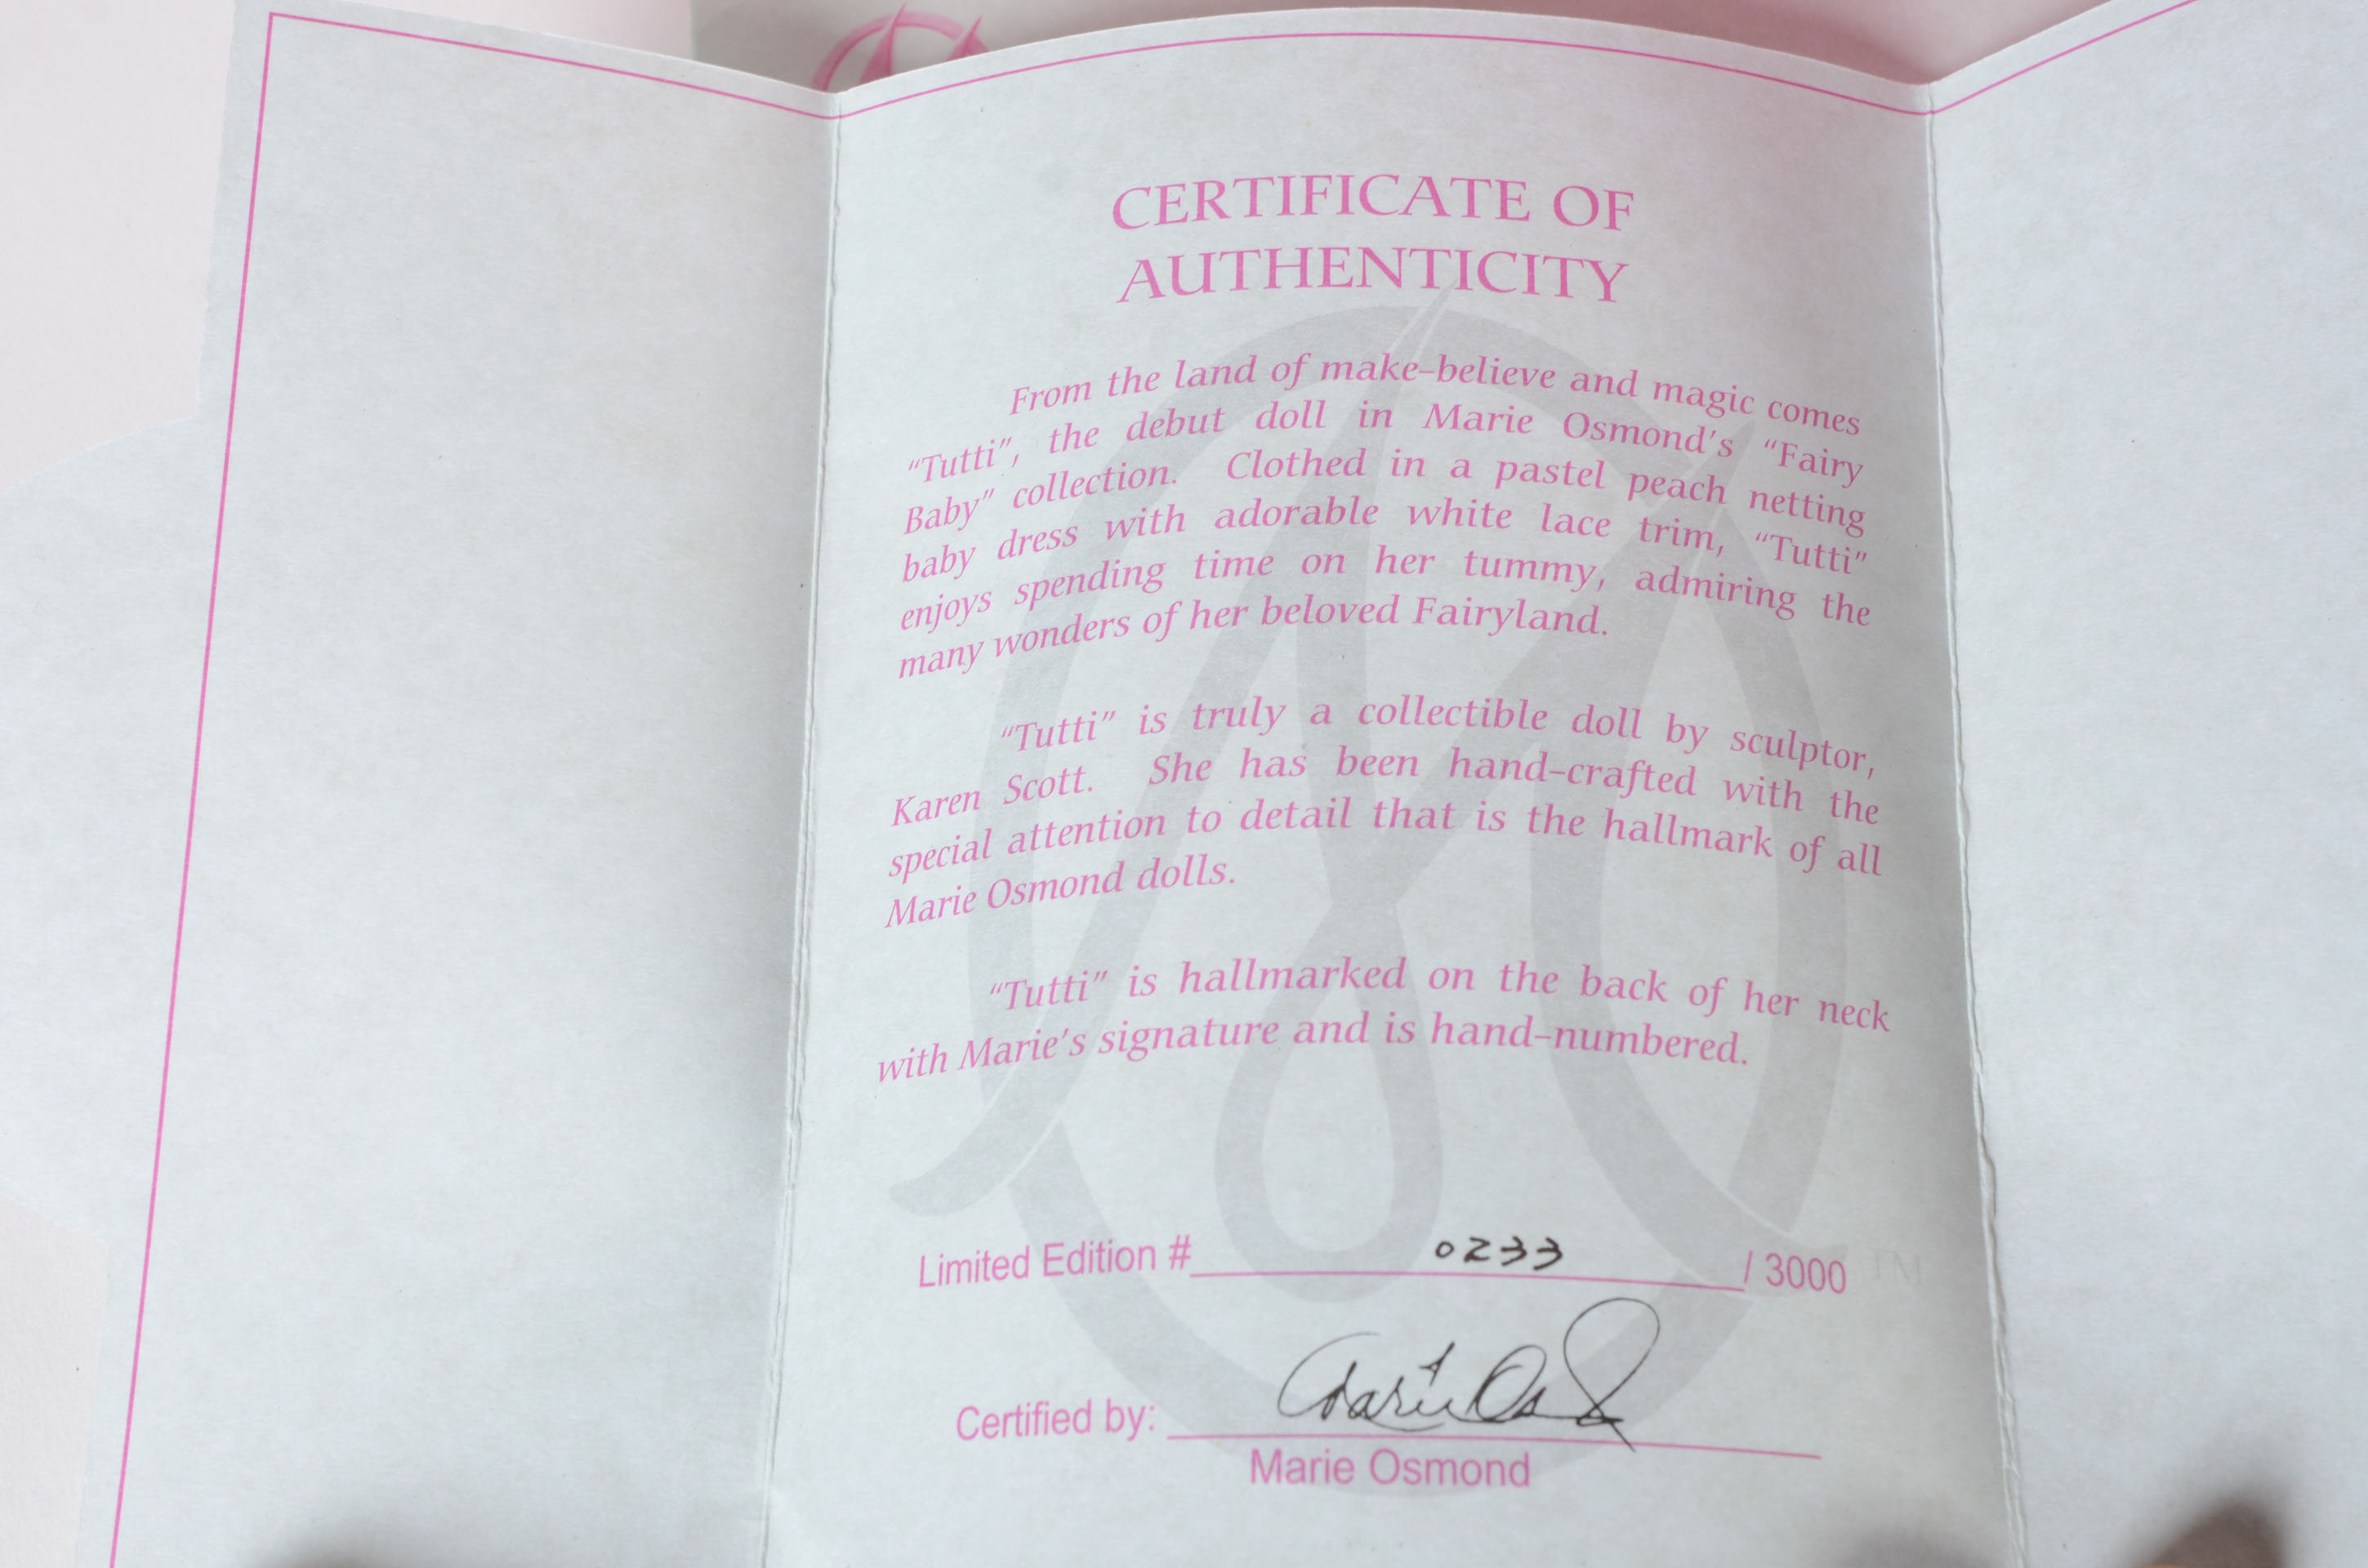 CERTIFICATE OF
AUTHENTICITY
From the land of make-believe and magic comes
"Tutti", the debut doll in Marie Osmond's "Fairy
Baby" collection. Clothed in a pastel peach netting
baby dress with adorable white lace trim, "Tutti"
enjoys spending time on her tummy, admiring the
many wonders of her beloved Fairyland.
"Tutti" is truly a collectible doll by sculptor,
Karen Scott. She has been hand-crafted with the
special attention to detail that is the hallmark of all
Marie Osmond dolls.
"Tutti" is hallmarked on the back of her neck
with Marie's signature and is hand-numbered.
Limited Edition # 0233 / 3000 TM
Certified by: Marie Osmond
Marie Osmond